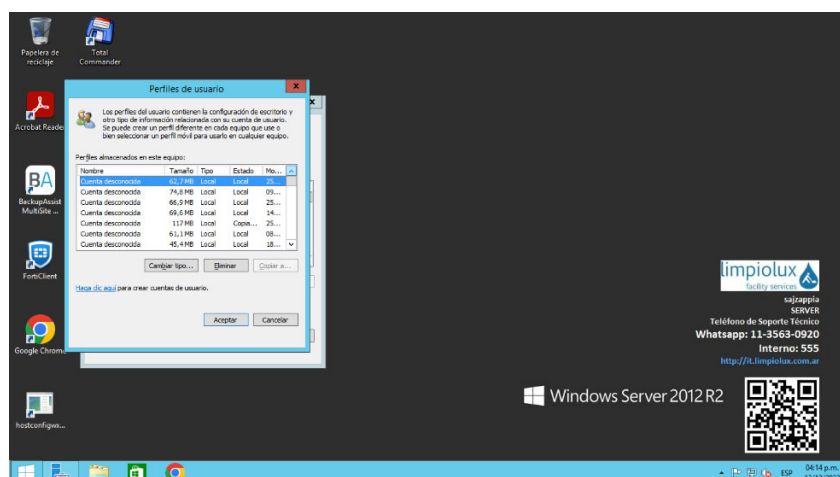 Papelera de
reciclaje
Total
Commander
Acrobat Reader
BA
BackupAssist
MultiSite ...
FortiClient
Google Chrome
hostconfigwx...
Perfiles de usuario
Los perfiles del usuario contienen la configuración de escritorio y
otro tipo de información relacionada con su cuenta de usuario.
Se puede crear un perfil diferente en cada equipo que use o
bien seleccionar un perfil móvil para usarlo en cualquier equipo.
Perfiles almacenados en este equipo:
Nombre Tamaño Tipo Estado Mo...
Cuenta desconocida 62,7 MB Local Local 25...
Cuenta desconocida 74,8 MB Local Local 09...
Cuenta desconocida 66,9 MB Local Local 25...
Cuenta desconocida 69,6 MB Local Local 14...
Cuenta desconocida 117 MB Local Copia... 25...
Cuenta desconocida 61,1 MB Local Local 08...
Cuenta desconocida 45,4 MB Local Local 18...
Cambiar tipo... Eliminar Copiar a...
Haga clic aquí para crear cuentas de usuario.
Aceptar Cancelar
limpiolux
facility services
sajzappia
SERVER
Teléfono de Soporte Técnico
Whatsapp: 11-3563-0920
Interno: 555
http://it.limpiolux.com.ar
Windows Server 2012 R2
ESP
04:14 p.m.